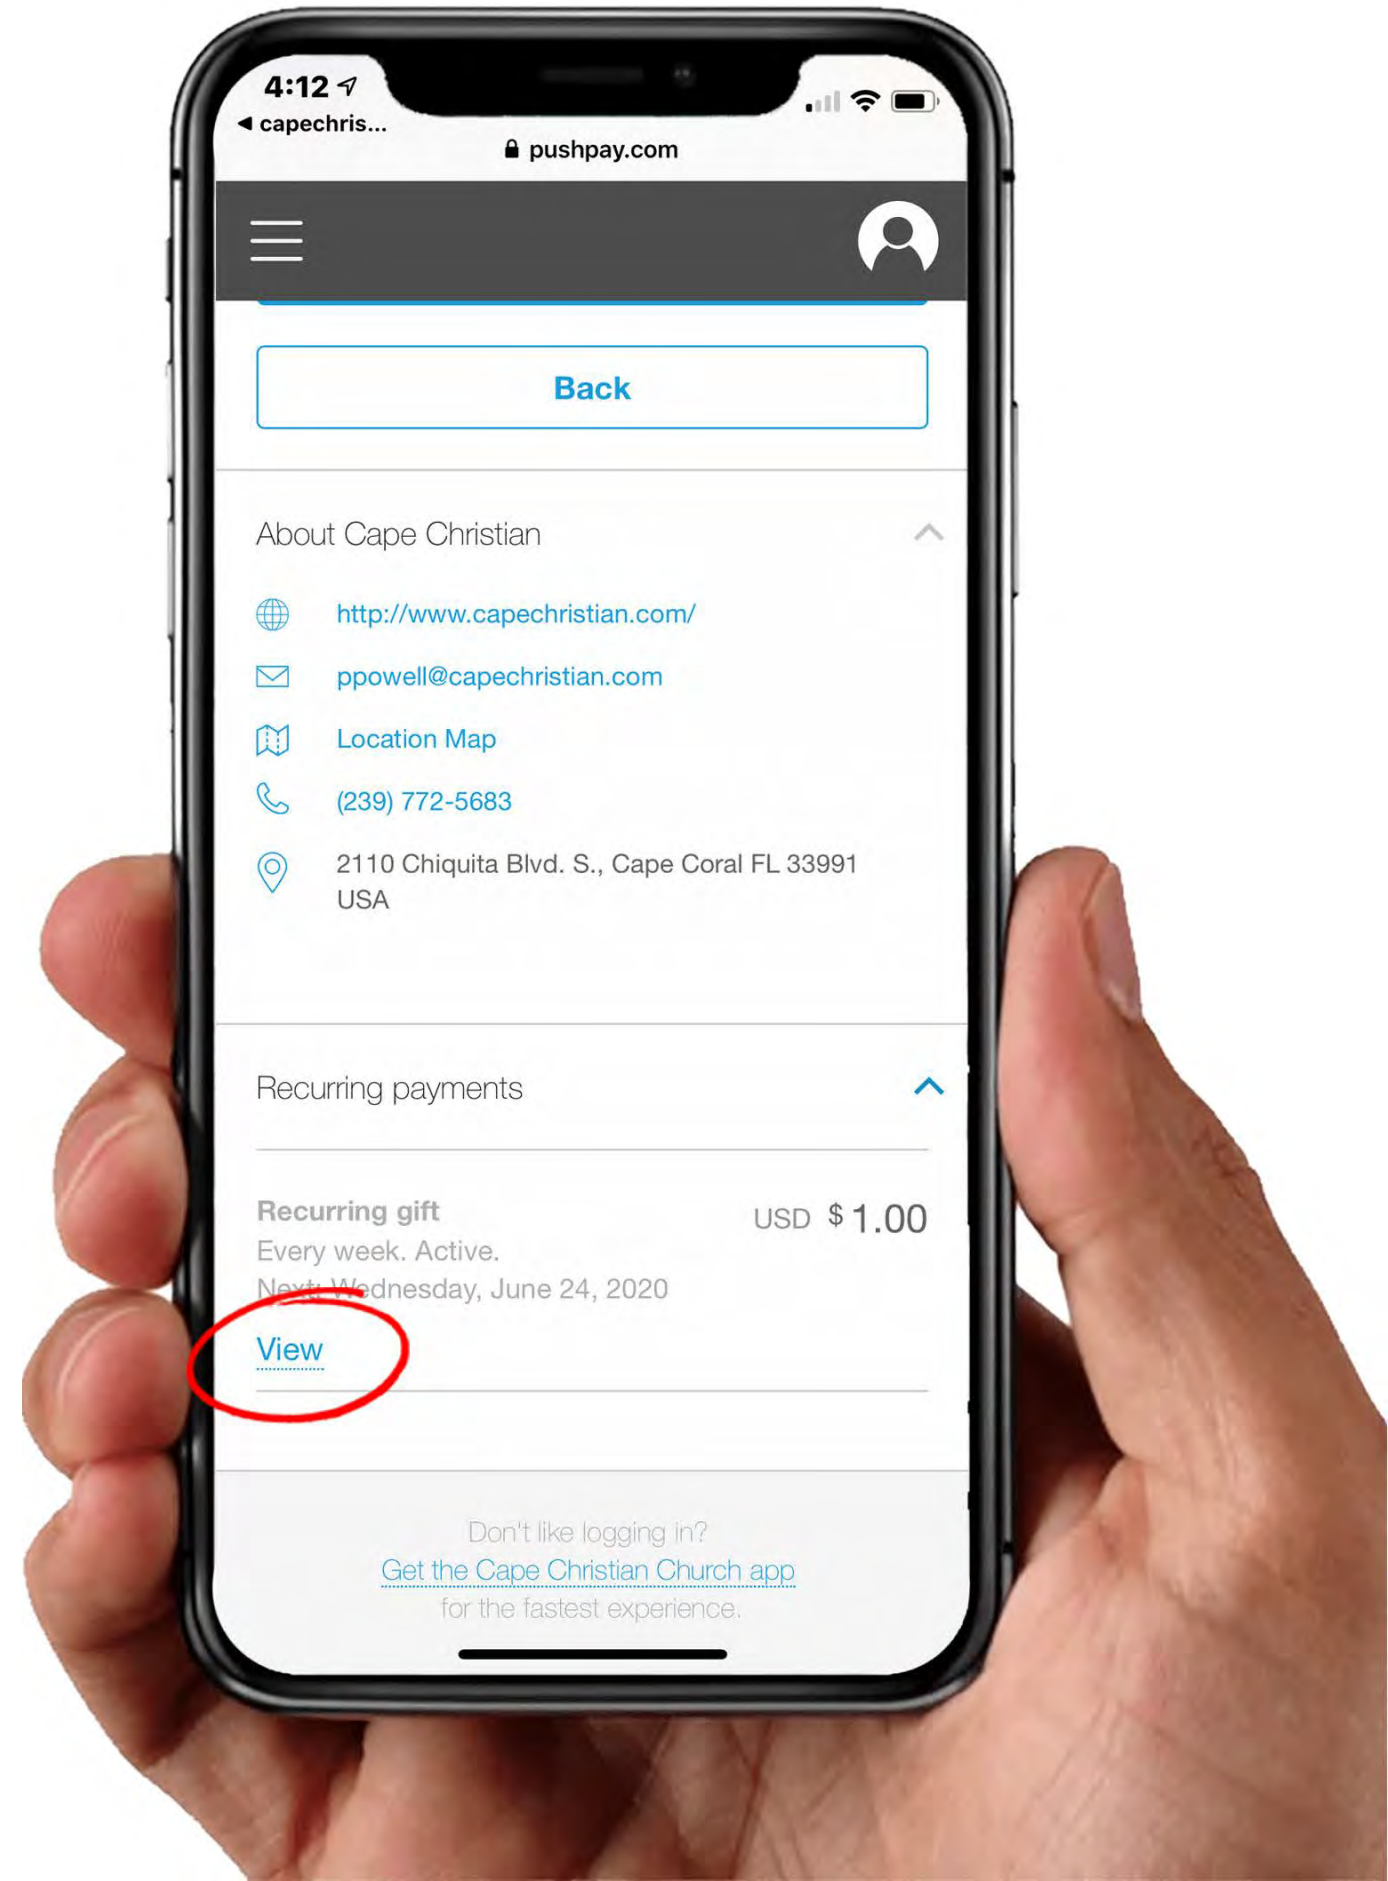 4:12
capechris...
pushpay.com
Back
About Cape Christian
http://www.capechristian.com/
ppowell@capechristian.com
Location Map
(239) 772-5683
2110 Chiquita Blvd. S., Cape Coral FL 33991
USA
Recurring payments
Recurring gift
USD $1.00
Every week. Active.
Next: Wednesday, June 24, 2020
View
Don't like logging in?
Get the Cape Christian Church app
for the fastest experience.